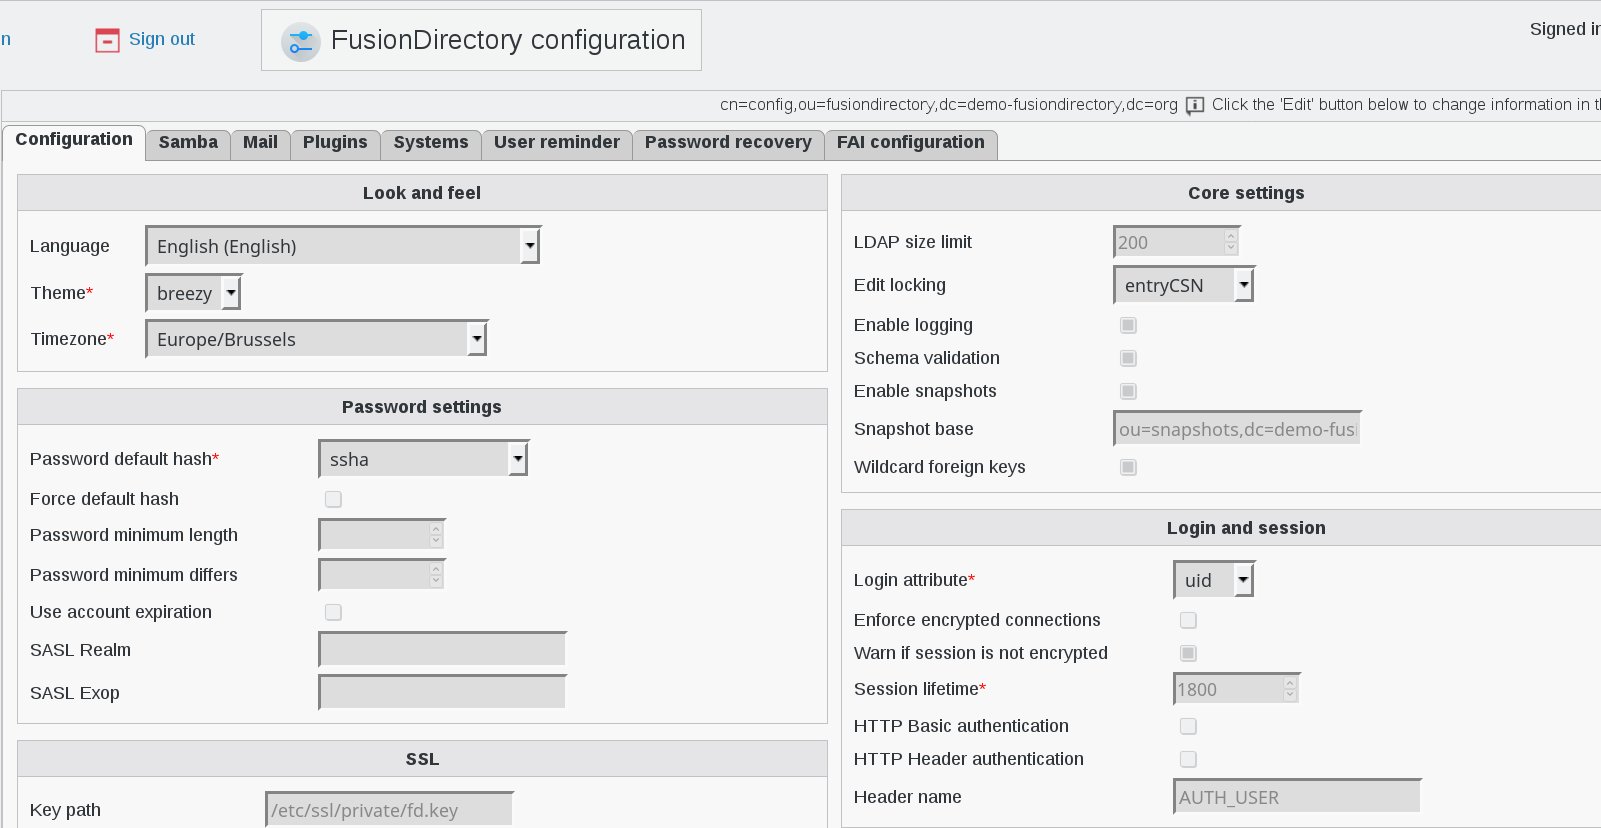 n
Sign out
FusionDirectory configuration
Signed in
cn=config,ou=fusiondirectory,dc=demo-fusiondirectory,dc=org Click the 'Edit' button below to change information in th
Configuration Samba Mail Plugins Systems User reminder Password recovery FAI configuration
Look and feel
Language English (English)
Theme* breezy
Timezone* Europe/Brussels
Password settings
Password default hash* ssha
Force default hash
Password minimum length
Password minimum differs
Use account expiration
SASL Realm
SASL Exop
SSL
Key path /etc/ssl/private/fd.key
Core settings
LDAP size limit 200
Edit locking entryCSN
Enable logging
Schema validation
Enable snapshots
Snapshot base ou=snapshots,dc=demo-fusi
Wildcard foreign keys
Login and session
Login attribute* uid
Enforce encrypted connections
Warn if session is not encrypted
Session lifetime* 1800
HTTP Basic authentication
HTTP Header authentication
Header name AUTH_USER